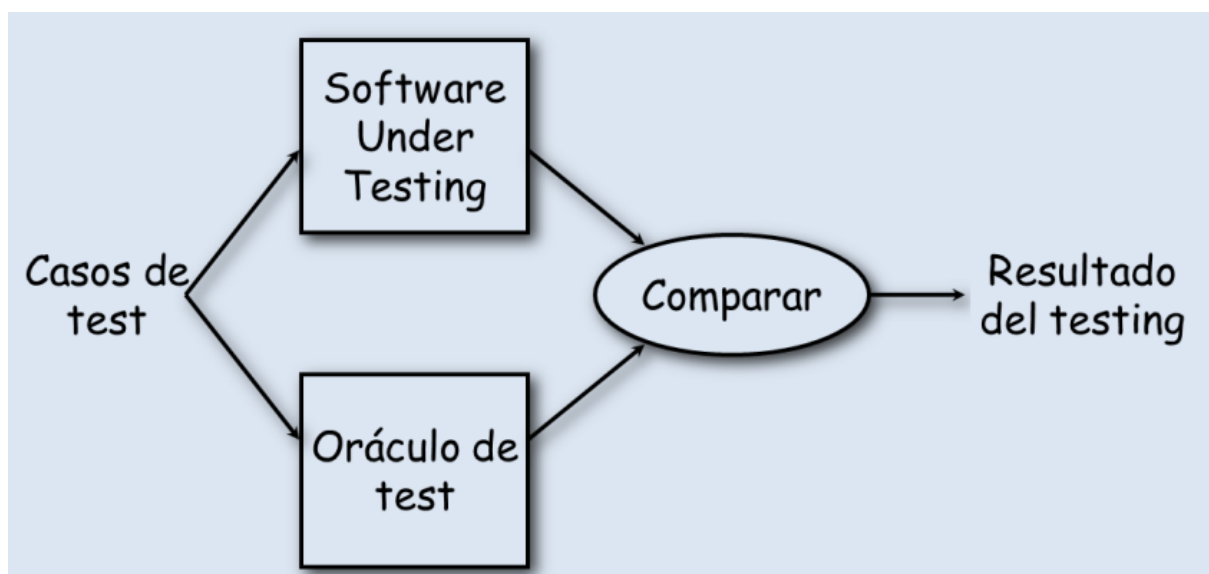 Software
Under
Testing
Casos de
test
Comparar
Resultado
del testing
Oráculo de
test